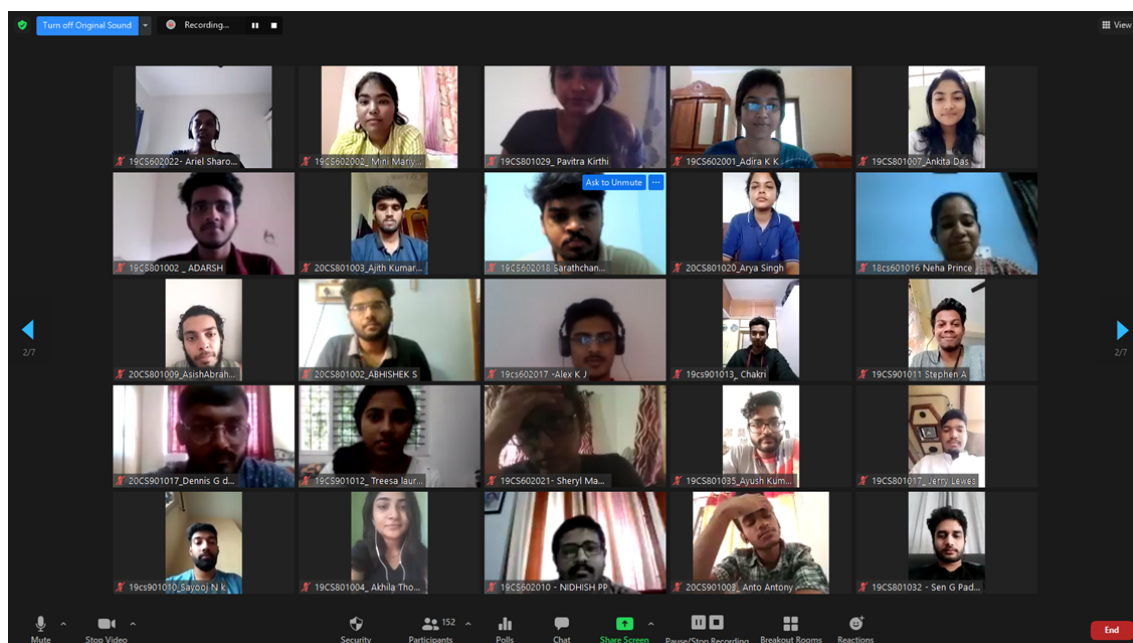 Turn off Original Sound
Recording...
View
19CS602022- Ariel Sharo...
19CS602002_ Mini Mariy...
19CS801029_ Pavitra Kirthi
19CS602001_Adira K K
19CS801007_Ankita Das
Ask to Unmute ...
19CS801002 _ ADARSH
20CS801003_Ajith Kumar...
19CS602018 Sarathchan...
20CS801020_Arya Singh
18cs601016 Neha Prince
2/7
2/7
20CS801009_AsishAbrah...
20CS801002_ABHISHEK S
19cs602017 -Alex K J
19cs901013_ Chakri
19CS901011 Stephen A
20CS901017_Dennis G d...
19CS901012_ Treesa laur...
19CS602021- Sheryl Ma...
19CS801035_Ayush Kum...
19CS801017_Jerry Lewes
19cs901010_Sayooj N k
19CS801004_ Akhila Tho...
19CS602010 - NIDHISH PP
20CS901003_ Anto Antony
19CS801032 - Sen G Pad...
152
Mute
Stop Video
Security
Participants
Polls
Chat
Share Screen
Pause/Stop Recording
Breakout Rooms
Reactions
End